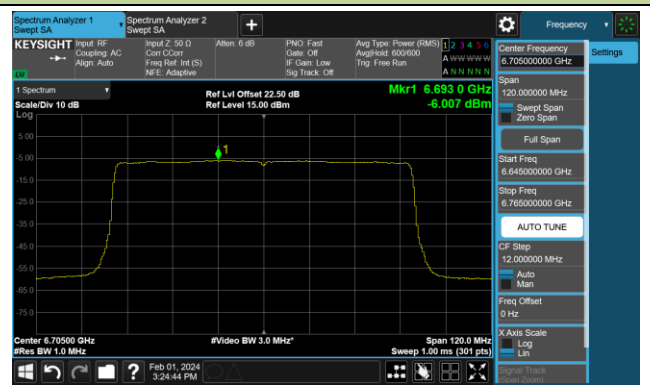 Spectrum Analyzer 1
Swept SA
Spectrum Analyzer 2
Swept SA
+
Frequency
KEYSIGHT
Input: RF
Coupling: AC
Align: Auto
Input Z: 50 Ω
Corr CCorr
Freq Ref: Int (S)
NFE: Adaptive
Atten: 6 dB
PNO: Fast
Gate: Off
IF Gain: Low
Sig Track: Off
Avg Type: Power (RMS)
Avg|Hold: 600/600
Trig: Free Run
1 2 3 4 5 6
A W W W W W
A N N N N N
LXI
1 Spectrum
Scale/Div 10 dB
Log
Ref Lvl Offset 22.50 dB
Ref Level 15.00 dBm
Mkr1 6.693 0 GHz
-6.007 dBm
5.00
-5.00
-15.0
-25.0
-35.0
-45.0
-55.0
-65.0
-75.0
1
Center 6.70500 GHz
#Res BW 1.0 MHz
#Video BW 3.0 MHz*
Span 120.0 MHz
Sweep 1.00 ms (301 pts)
Center Frequency
6.705000000 GHz
Settings
Span
120.000000 MHz
Swept Span
Zero Span
Full Span
Start Freq
6.645000000 GHz
Stop Freq
6.765000000 GHz
AUTO TUNE
CF Step
12.000000 MHz
Auto
Man
Freq Offset
0 Hz
X Axis Scale
Log
Lin
Signal Track
(Span Zoom)
?
Feb 01, 2024
3:24:44 PM